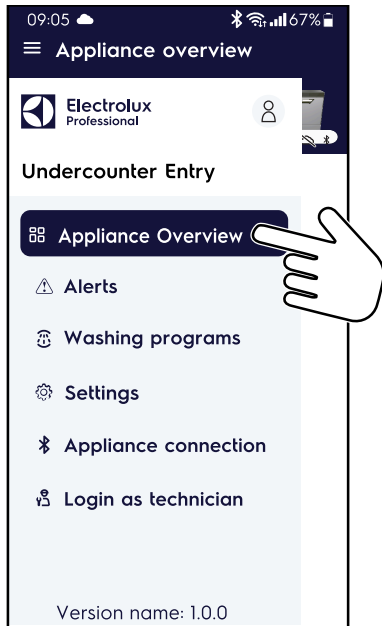 09:05 67%
Appliance overview
Electrolux
Professional
Undercounter Entry
Appliance Overview
Alerts
Washing programs
Settings
Appliance connection
Login as technician
Version name: 1.0.0